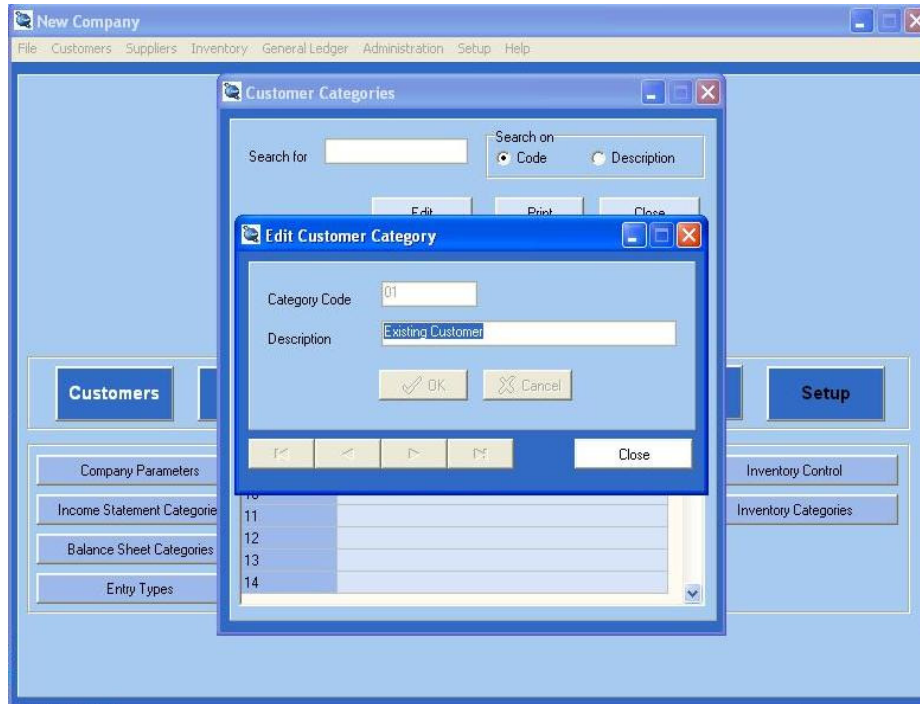 New Company
File Customers Suppliers Inventory General Ledger Administration Setup Help
Customer Categories
Search for
Search on
Code Description
Edit Print Close
Edit Customer Category
Category Code 01
Description Existing Customer
OK Cancel
Close
Customers Setup
Company Parameters Inventory Control
Income Statement Categorie Inventory Categories
Balance Sheet Categories
Entry Types
10
11
12
13
14